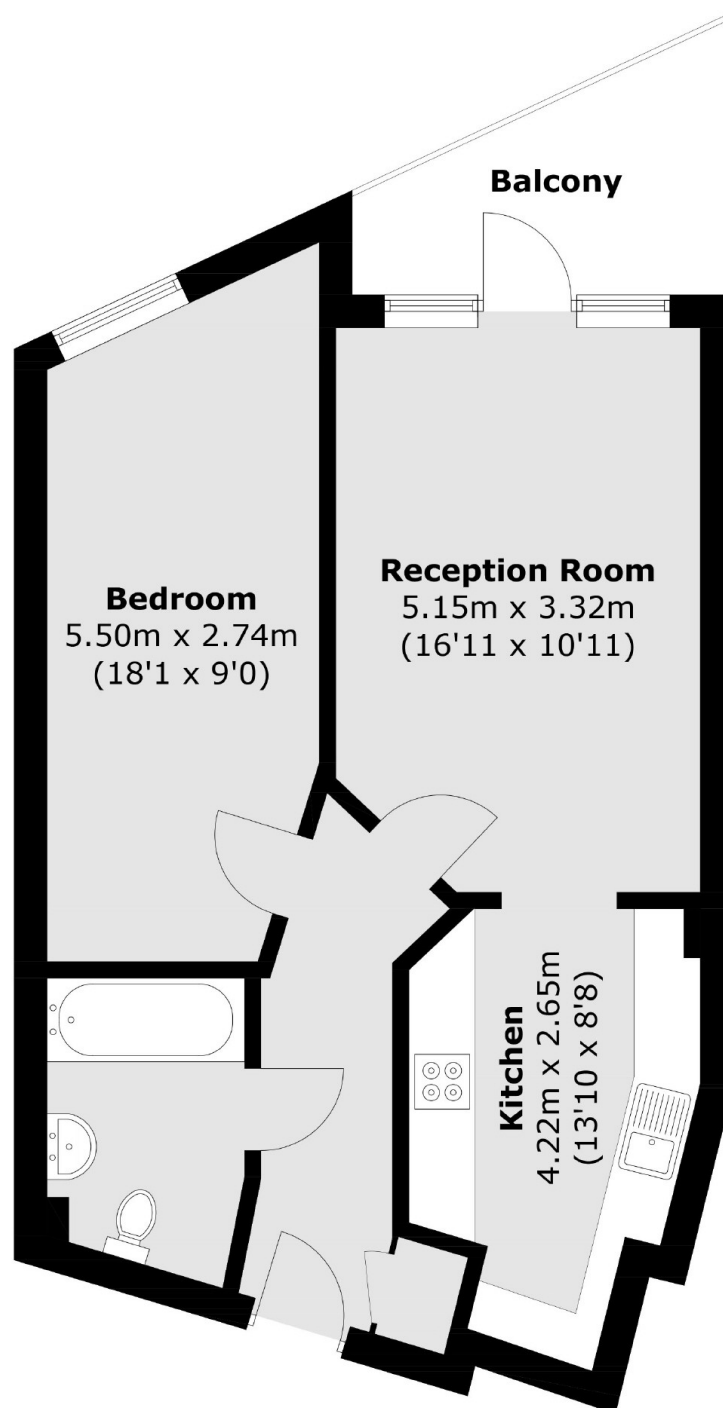 Balcony
Reception Room
5.15m x 3.32m
(16'11 x 10'11)
Bedroom
5.50m x 2.74m
(18'1 x 9'0)
Kitchen
4.22m x 2.65m
(13'10 x 8'8)